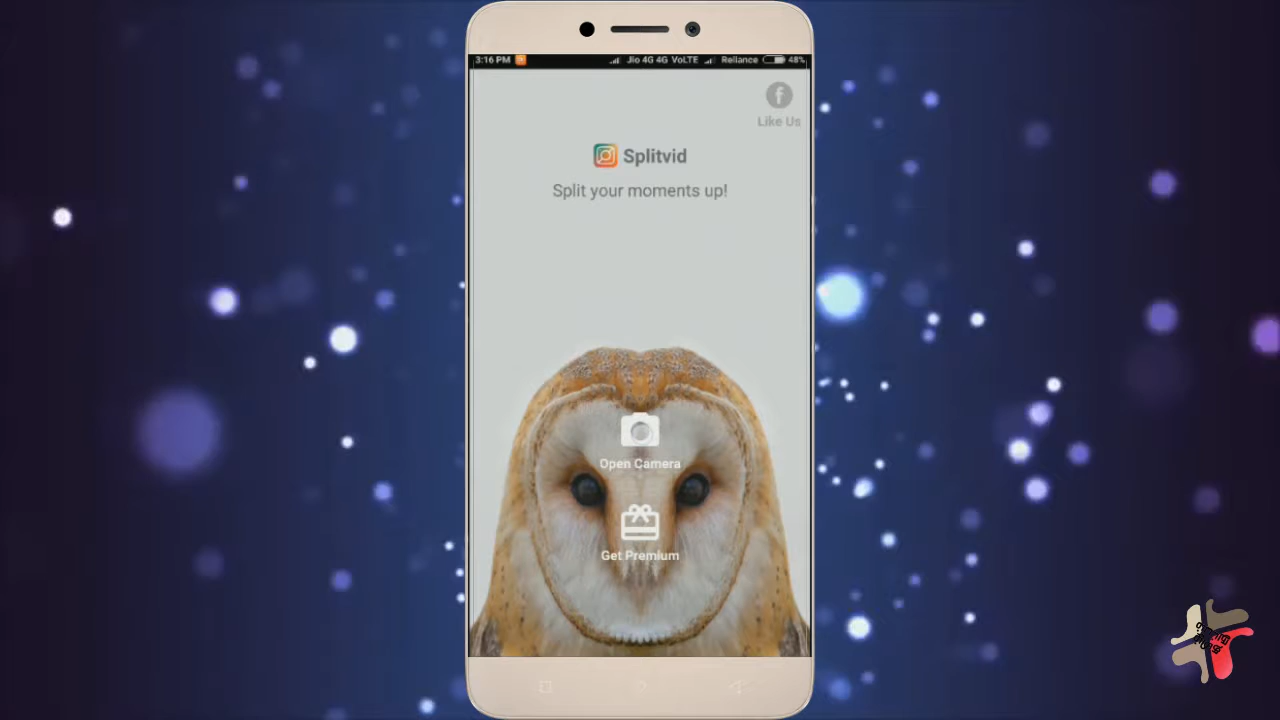 3:16 PM Jio 4G 4G VoLTE Reliance 48%
Like Us
Splitvid
Split your moments up!
Open Camera
Get Premium